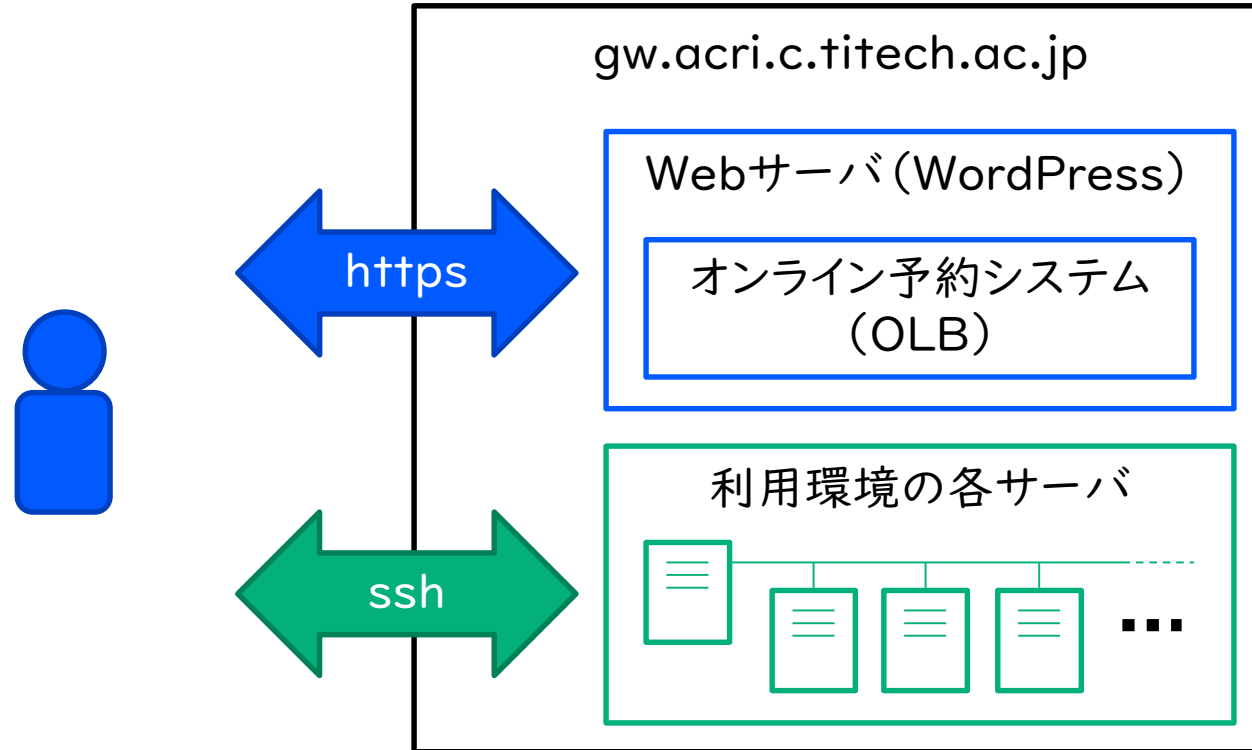 gw.acri.c.titech.ac.jp
Webサーバ(WordPress)
オンライン予約システム
(OLB)
https
利用環境の各サーバ
ssh
...